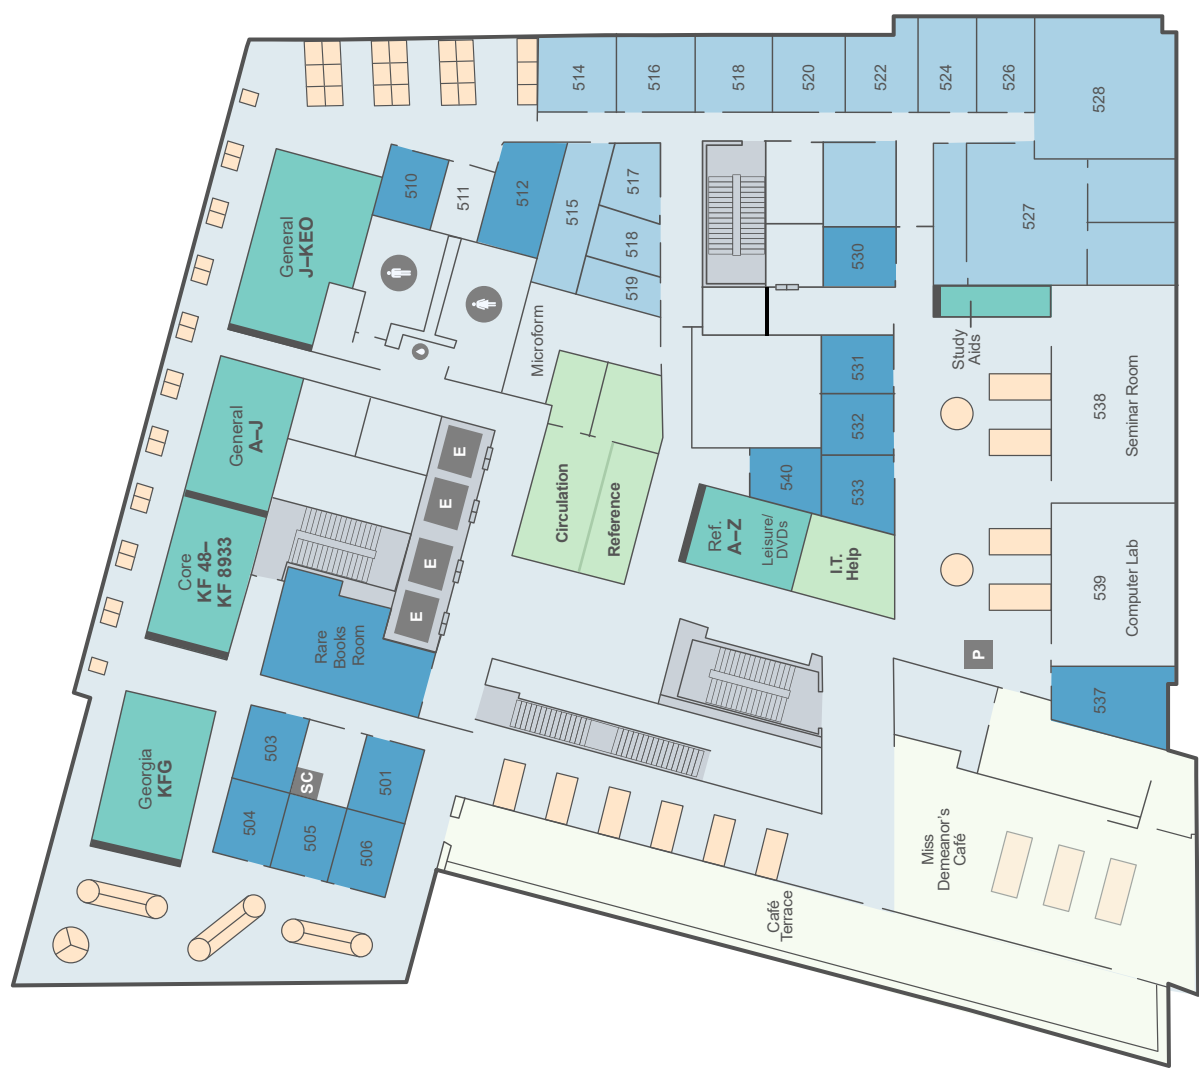 514
516
518
520
522
524
526
528
510
511
512
515
517
518
519
527
530
General
J–KEO
Microform
Study
Aids
531
532
533
540
538
Seminar Room
General
A–J
E
E
E
E
Circulation
Reference
Ref.
A–Z
Leisure/
DVDs
I.T.
Help
Core
KF 48–
KF 8933
539
Computer Lab
Rare
Books
Room
P
537
Georgia
KFG
503
SC
501
504
505
506
Miss
Demeanor's
Café
Café
Terrace